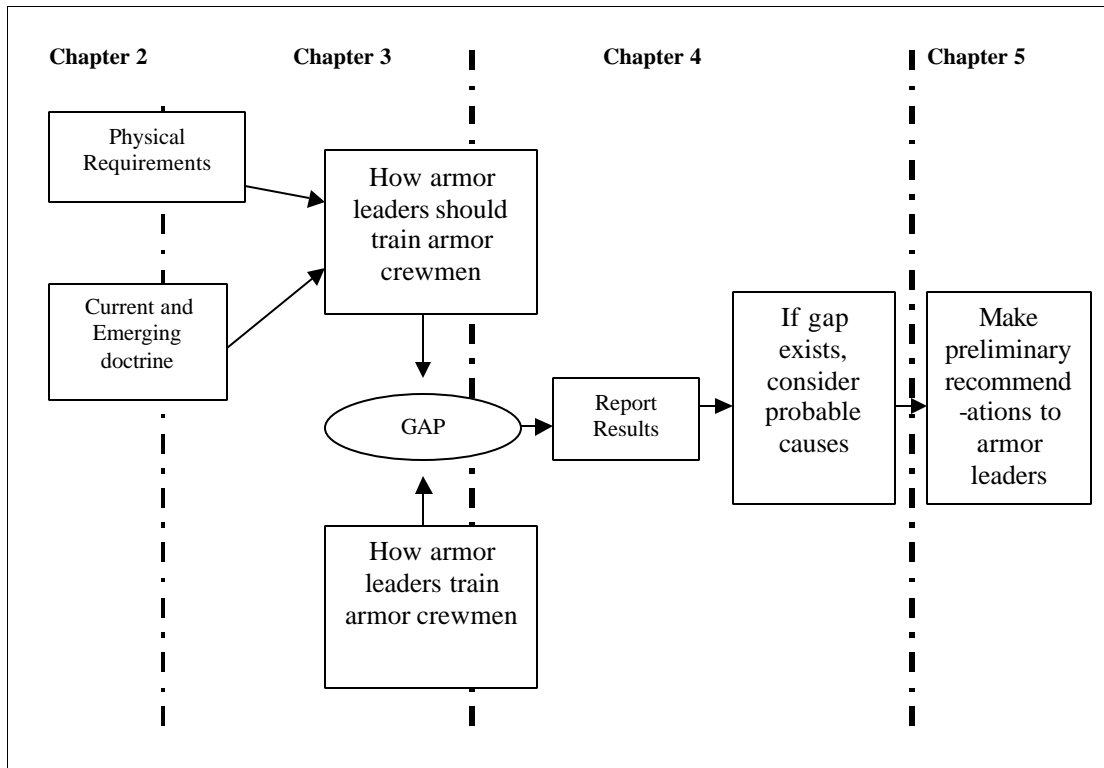 Chapter 2
Chapter 3
Chapter 4
Chapter 5
Physical
Requirements
Current and
Emerging
doctrine
How armor
leaders should
train armor
crewmen
GAP
How armor
leaders train
armor crewmen
Report
Results
If gap
exists,
consider
probable
causes
Make
preliminary
recommend
-ations to
armor
leaders